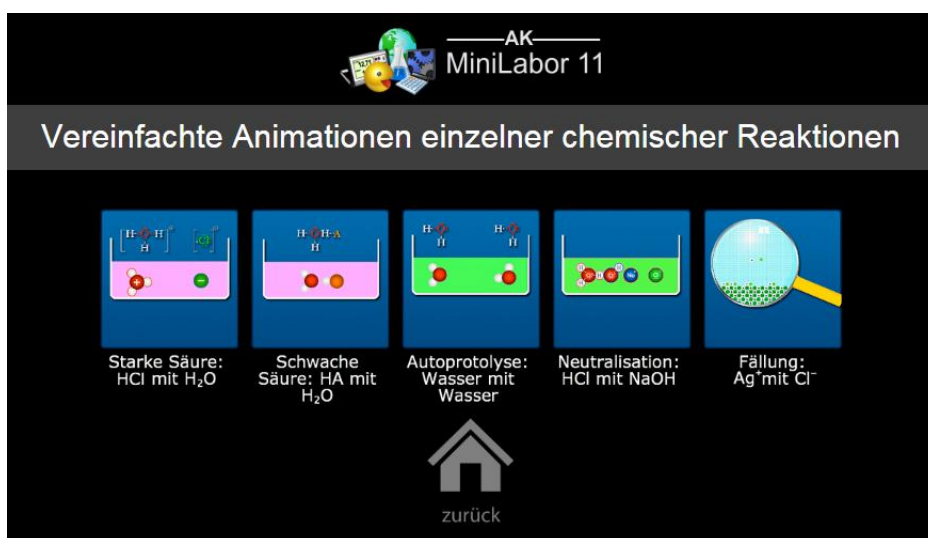 AK
MiniLabor 11
Vereinfachte Animationen einzelner chemischer Reaktionen
Starke Säure:
HCl mit H₂O
Schwache
Säure: HA mit
H₂O
Autoprotolyse:
Wasser mit
Wasser
Neutralisation:
HCl mit NaOH
Fällung:
Ag⁺mit Cl⁻
zurück